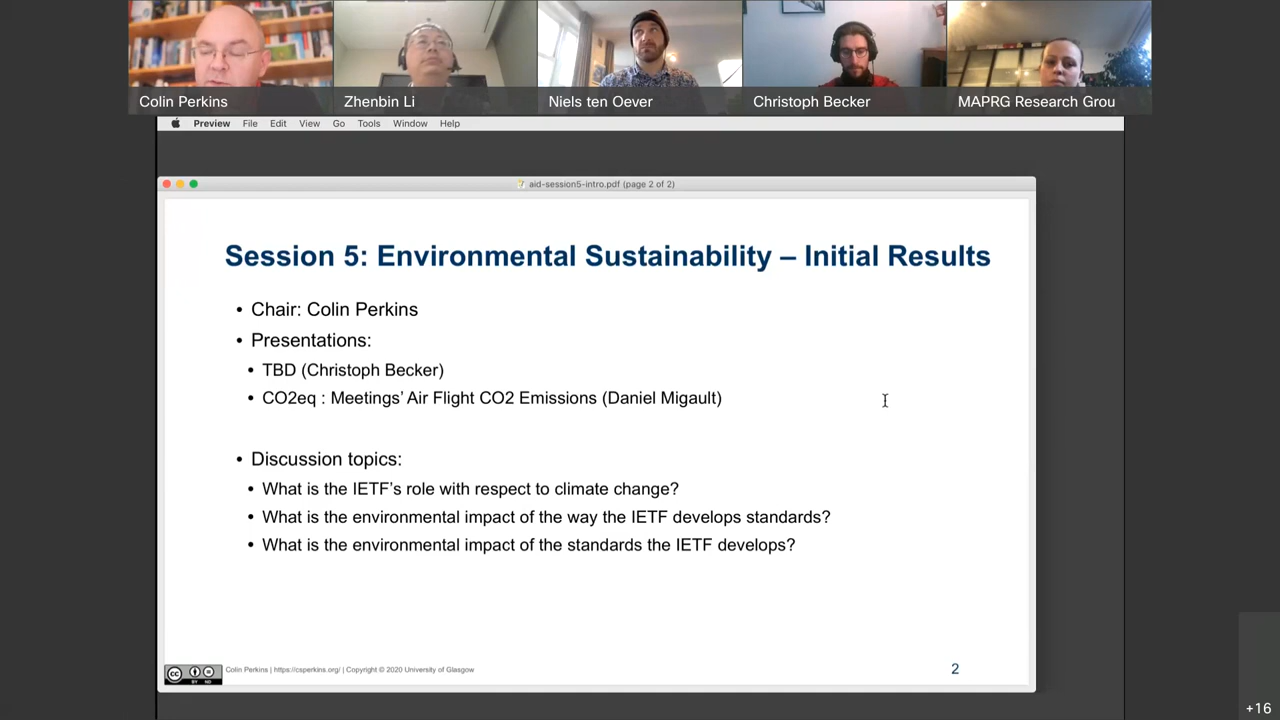 Colin Perkins
Zhenbin Li
Niels ten Oever
Christoph Becker
MAPRG Research Grou
Preview File Edit View Go Tools Window Help
aid-session5-intro.pdf (page 2 of 2)
Session 5: Environmental Sustainability – Initial Results
• Chair: Colin Perkins
• Presentations:
• TBD (Christoph Becker)
• CO2eq : Meetings’ Air Flight CO2 Emissions (Daniel Migault)
• Discussion topics:
• What is the IETF’s role with respect to climate change?
• What is the environmental impact of the way the IETF develops standards?
• What is the environmental impact of the standards the IETF develops?
cc
BY ND
Colin Perkins | https://csperkins.org/ | Copyright © 2020 University of Glasgow
2
+16